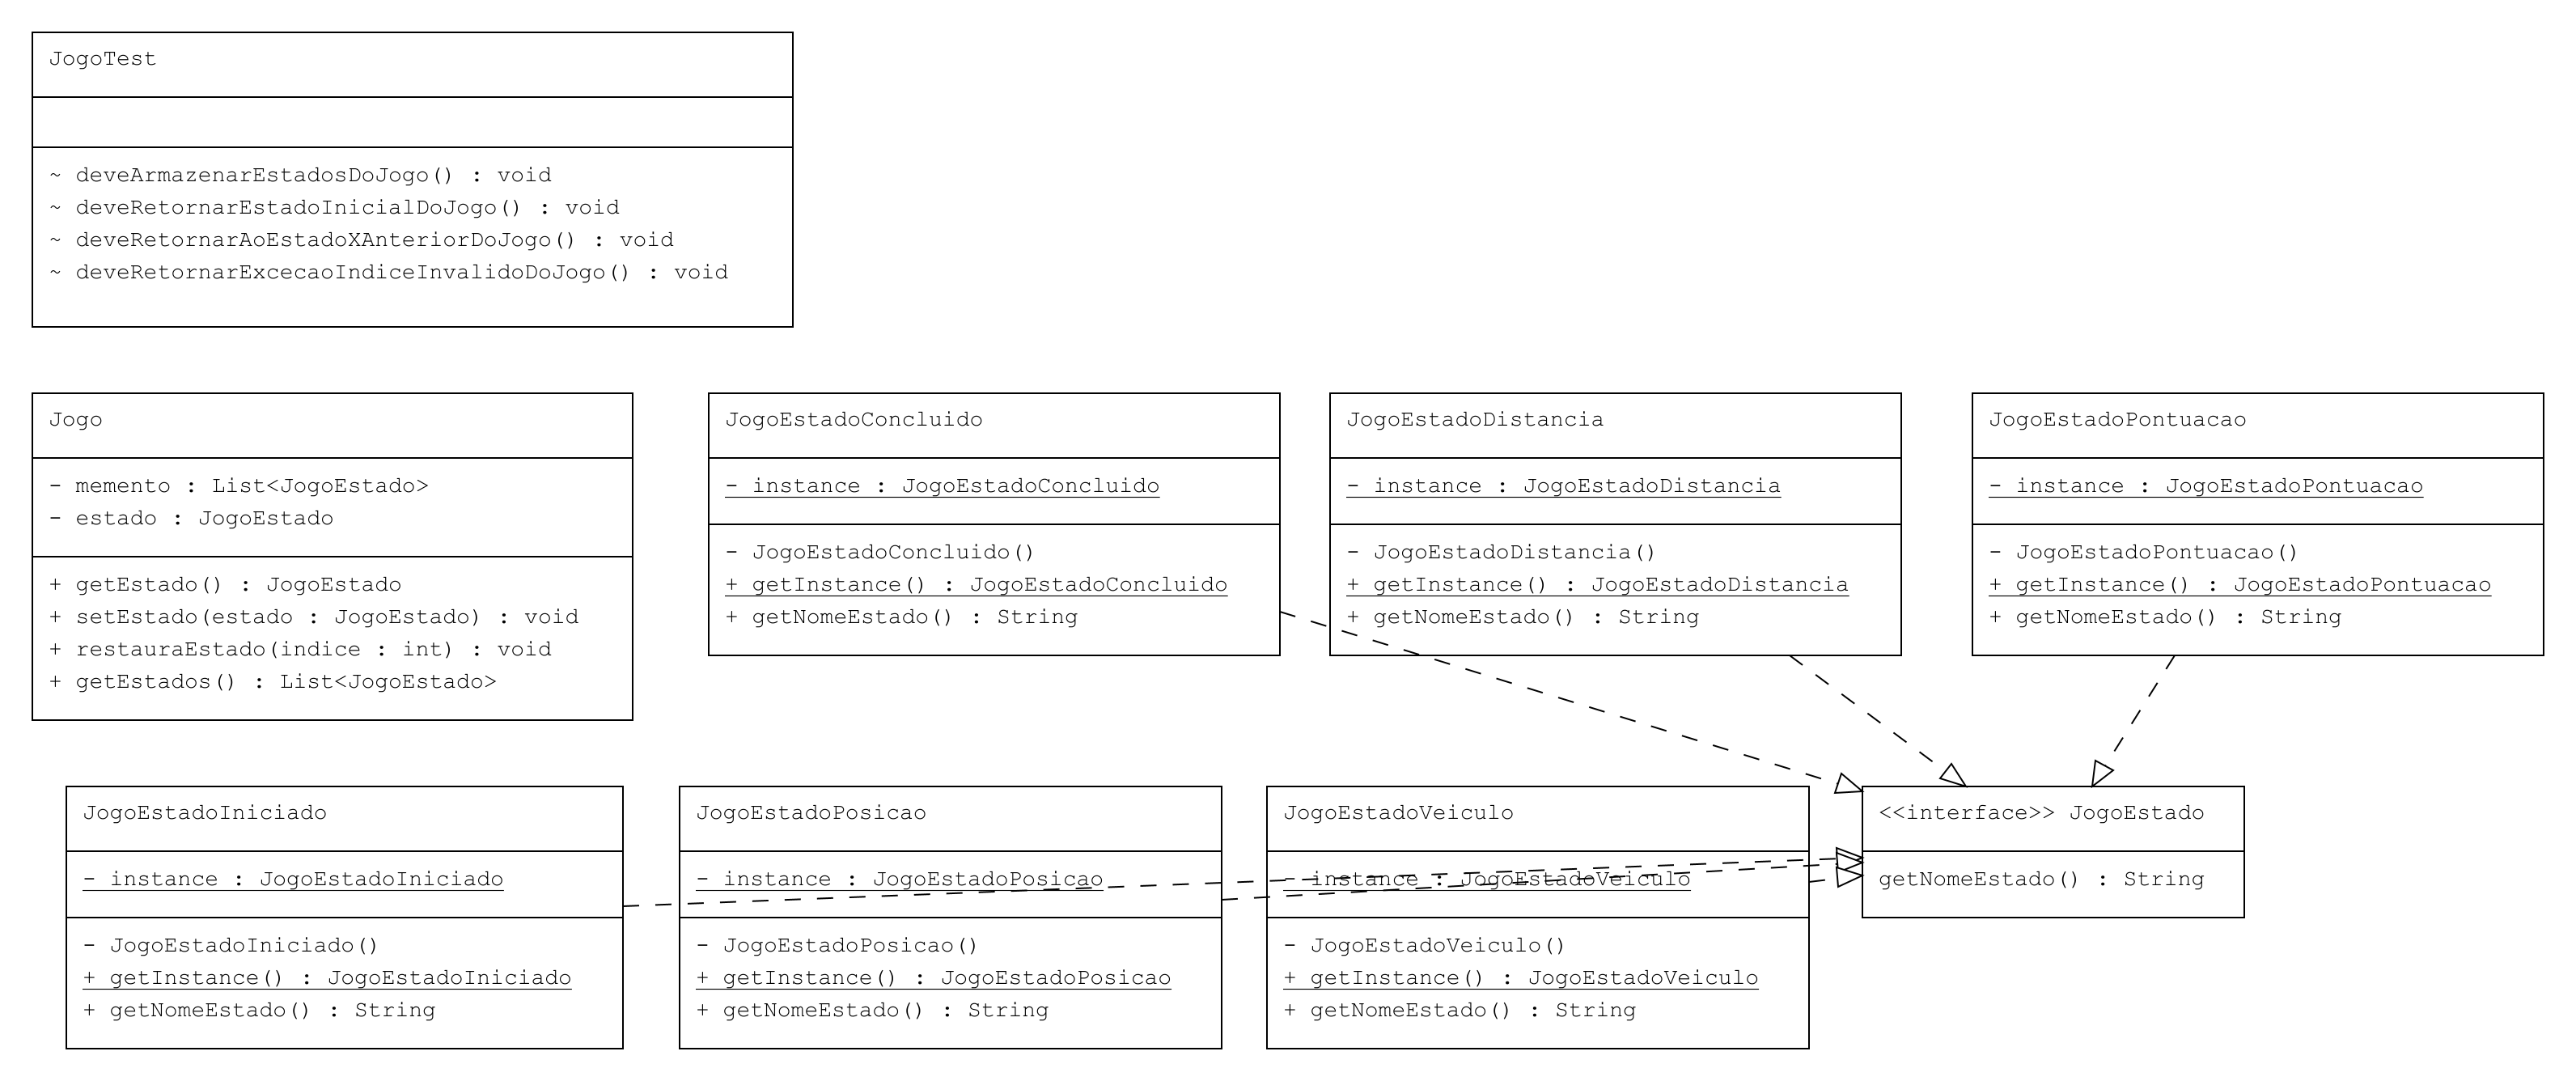 JogoTest
~ deveArmazenarEstadosDoJogo() : void
~ deveRetornarEstadoInicialDoJogo() : void
~ deveRetornarAoEstadoXAnteriorDoJogo() : void
~ deveRetornarExcecaoIndiceInvalidoDoJogo() : void
Jogo
- memento : List<JogoEstado>
- estado : JogoEstado
+ getEstado() : JogoEstado
+ setEstado(estado : JogoEstado) : void
+ restauraEstado(indice : int) : void
+ getEstados() : List<JogoEstado>
JogoEstadoConcluido
- instance : JogoEstadoConcluido
- JogoEstadoConcluido()
+ getInstance() : JogoEstadoConcluido
+ getNomeEstado() : String
JogoEstadoDistancia
- instance : JogoEstadoDistancia
- JogoEstadoDistancia()
+ getInstance() : JogoEstadoDistancia
+ getNomeEstado() : String
JogoEstadoPontuacao
- instance : JogoEstadoPontuacao
- JogoEstadoPontuacao()
+ getInstance() : JogoEstadoPontuacao
+ getNomeEstado() : String
JogoEstadoIniciado
- instance : JogoEstadoIniciado
- JogoEstadoIniciado()
+ getInstance() : JogoEstadoIniciado
+ getNomeEstado() : String
JogoEstadoPosicao
- instance : JogoEstadoPosicao
- JogoEstadoPosicao()
+ getInstance() : JogoEstadoPosicao
+ getNomeEstado() : String
JogoEstadoVeiculo
- instance : JogoEstadoVeiculo
- JogoEstadoVeiculo()
+ getInstance() : JogoEstadoVeiculo
+ getNomeEstado() : String
<<interface>> JogoEstado
getNomeEstado() : String